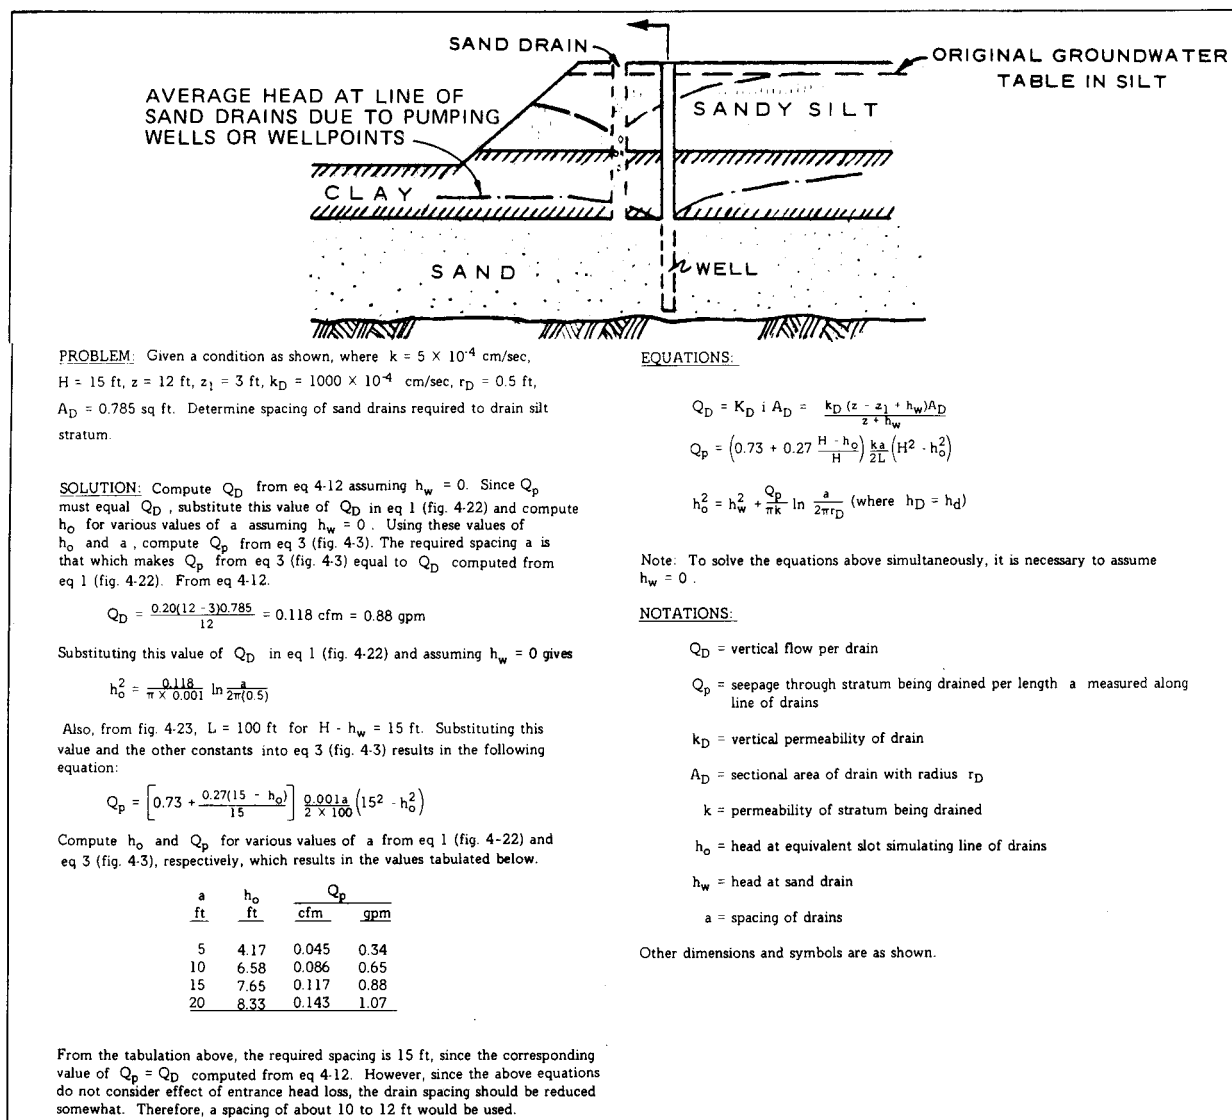 SAND DRAIN
ORIGINAL GROUNDWATER
TABLE IN SILT
AVERAGE HEAD AT LINE OF
SAND DRAINS DUE TO PUMPING
WELLS OR WELLPOINTS
SANDY SILT
CLAY
SAND
WELL
PROBLEM: Given a condition as shown, where k = 5 × 10⁻⁴ cm/sec,
H = 15 ft, z = 12 ft, z₁ = 3 ft, k_D = 1000 × 10⁻⁴ cm/sec, r_D = 0.5 ft,
A_D = 0.785 sq ft. Determine spacing of sand drains required to drain silt
stratum.
SOLUTION: Compute Q_D from eq 4-12 assuming h_w = 0. Since Q_p
must equal Q_D , substitute this value of Q_D in eq 1 (fig. 4-22) and compute
h_o for various values of a assuming h_w = 0 . Using these values of
h_o and a , compute Q_p from eq 3 (fig. 4-3). The required spacing a is
that which makes Q_p from eq 3 (fig. 4-3) equal to Q_D computed from
eq 1 (fig. 4-22). From eq 4-12.
Q_D = 0.20(12 - 3)0.785 / 12 = 0.118 cfm = 0.88 gpm
Substituting this value of Q_D in eq 1 (fig. 4-22) and assuming h_w = 0 gives
h_o² = 0.118 / (π × 0.001) ln a / (2π(0.5))
Also, from fig. 4-23, L = 100 ft for H - h_w = 15 ft. Substituting this
value and the other constants into eq 3 (fig. 4-3) results in the following
equation:
Q_p = [0.73 + 0.27(15 - h_o) / 15] 0.001a / (2 × 100) (15² - h_o²)
Compute h_o and Q_p for various values of a from eq 1 (fig. 4-22) and
eq 3 (fig. 4-3), respectively, which results in the values tabulated below.
a h_o Q_p
ft ft cfm gpm
5 4.17 0.045 0.34
10 6.58 0.086 0.65
15 7.65 0.117 0.88
20 8.33 0.143 1.07
From the tabulation above, the required spacing is 15 ft, since the corresponding
value of Q_p = Q_D computed from eq 4-12. However, since the above equations
do not consider effect of entrance head loss, the drain spacing should be reduced
somewhat. Therefore, a spacing of about 10 to 12 ft would be used.
EQUATIONS:
Q_D = K_D i A_D = k_D (z - z₁ + h_w)A_D / (z + h_w)
Q_p = (0.73 + 0.27 (H - h_o) / H) ka / 2L (H² - h_o²)
h_o² = h_w² + Q_p / πk ln a / 2πr_D (where h_D = h_d)
Note: To solve the equations above simultaneously, it is necessary to assume
h_w = 0 .
NOTATIONS:
Q_D = vertical flow per drain
Q_p = seepage through stratum being drained per length a measured along
line of drains
k_D = vertical permeability of drain
A_D = sectional area of drain with radius r_D
k = permeability of stratum being drained
h_o = head at equivalent slot simulating line of drains
h_w = head at sand drain
a = spacing of drains
Other dimensions and symbols are as shown.